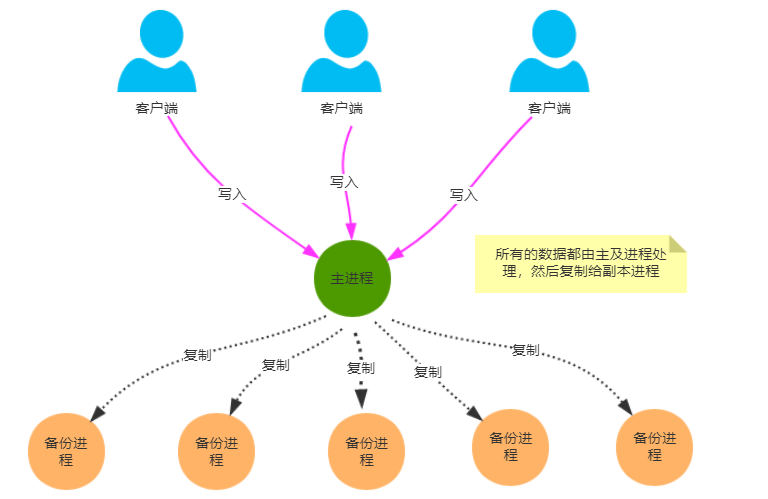 客户端
客户端
客户端
写入
写入
写入
所有的数据都由主及进程处
理，然后复制给副本进程
主进程
复制
复制
复制
复制
复制
备份进
程
备份进
程
备份进
程
备份进
程
备份进
程